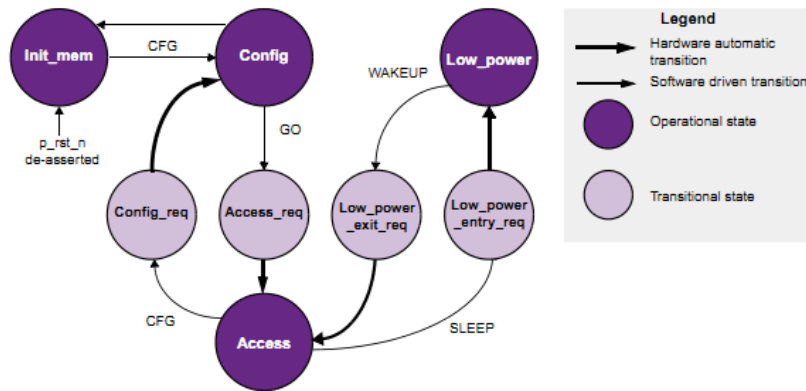 Legend
Hardware automatic
transition
Software driven transition
Operational state
Transitional state
Init_mem
CFG
Config
WAKEUP
Low_power
p_rst_n
de-asserted
GO
Config_req
Access_req
Low_power
_exit_req
Low_power
_entry_req
CFG
Access
SLEEP